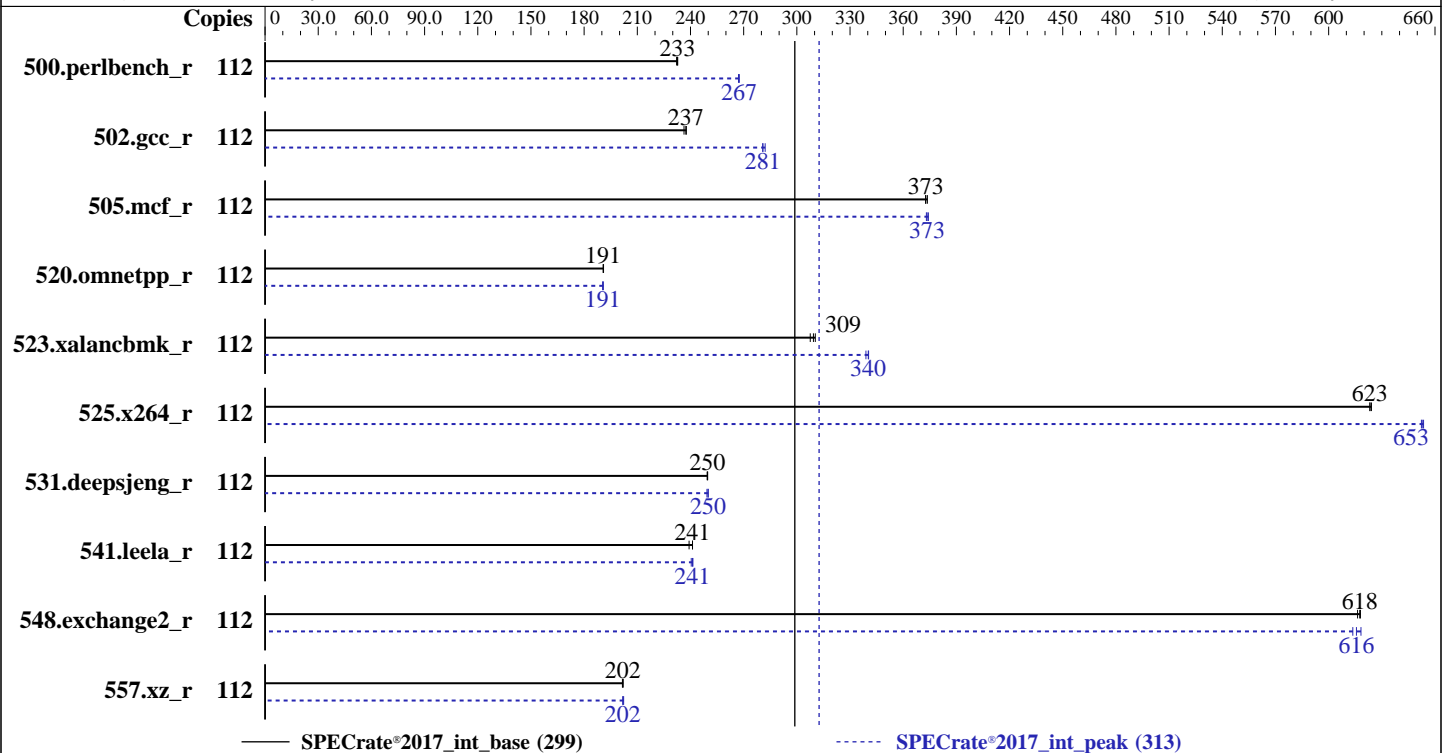 Copies 0 30.0 60.0 90.0 120 150 180 210 240 270 300 330 360 390 420 450 480 510 540 570 600 660
233
500.perlbench_r 112
267
237
502.gcc_r 112
281
373
505.mcf_r 112
373
191
520.omnetpp_r 112
191
309
523.xalancbmk_r 112
340
623
525.x264_r 112
653
250
531.deepsjeng_r 112
250
241
541.leela_r 112
241
618
548.exchange2_r 112
616
202
557.xz_r 112
202
SPECrate®2017_int_base (299) SPECrate®2017_int_peak (313)